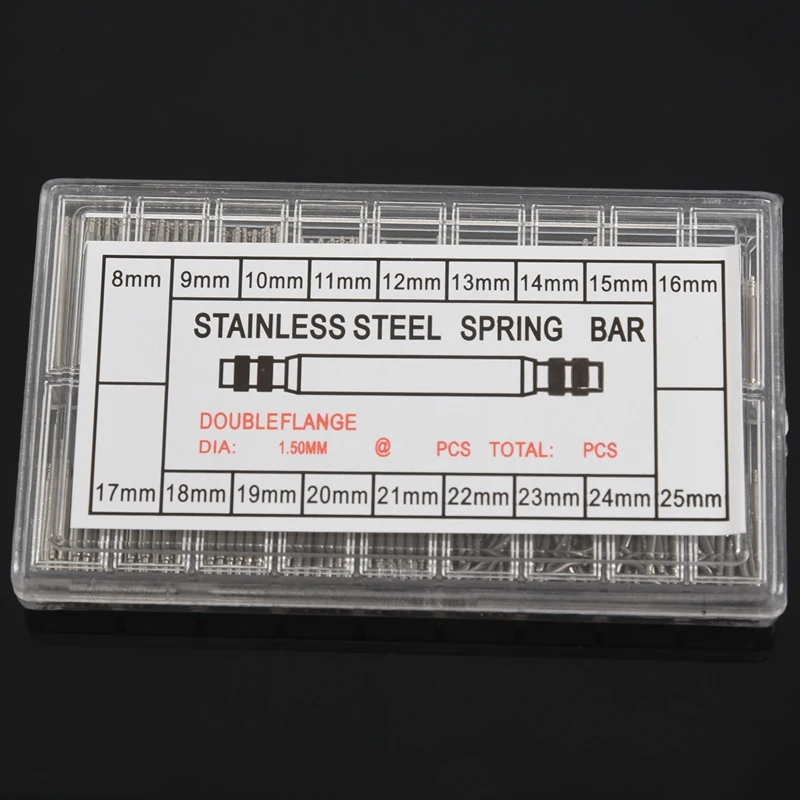 8mm 9mm 10mm 11mm 12mm 13mm 14mm 15mm 16mm
STAINLESS STEEL SPRING BAR
DOUBLEFLANGE
DIA: 1.50MM @ PCS TOTAL: PCS
17mm 18mm 19mm 20mm 21mm 22mm 23mm 24mm 25mm